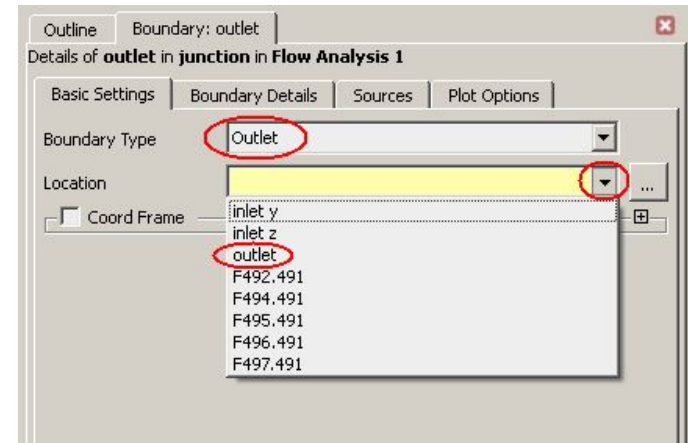 Outline Boundary: outlet
Details of outlet in junction in Flow Analysis 1
Basic Settings Boundary Details Sources Plot Options
Boundary Type Outlet
Location ...
Coord Frame
inlet y
inlet z
outlet
F492.491
F494.491
F495.491
F496.491
F497.491